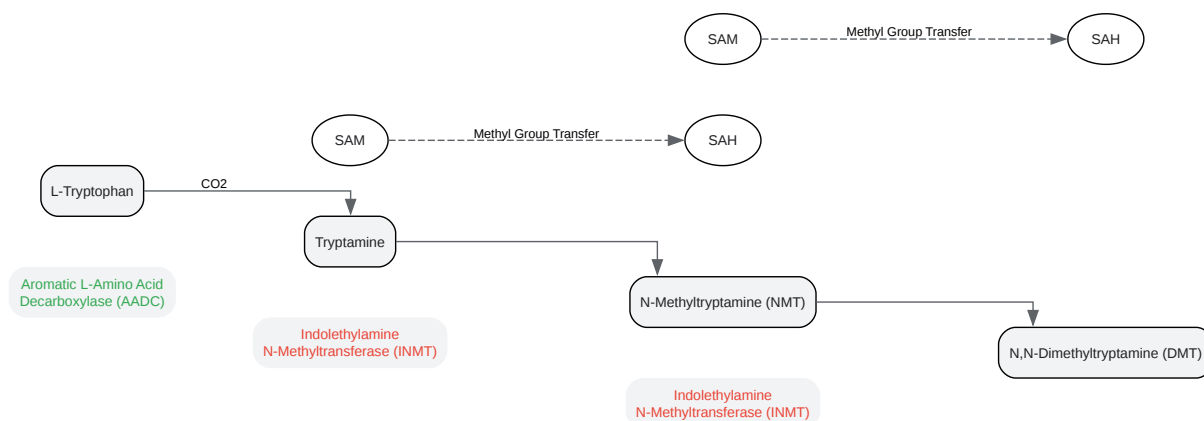 SAM
Methyl Group Transfer
SAH
SAM
Methyl Group Transfer
SAH
L-Tryptophan
CO2
Tryptamine
Aromatic L-Amino Acid
Decarboxylase (AADC)
N-Methyltryptamine (NMT)
Indolethylamine
N-Methyltransferase (INMT)
N,N-Dimethyltryptamine (DMT)
Indolethylamine
N-Methyltransferase (INMT)